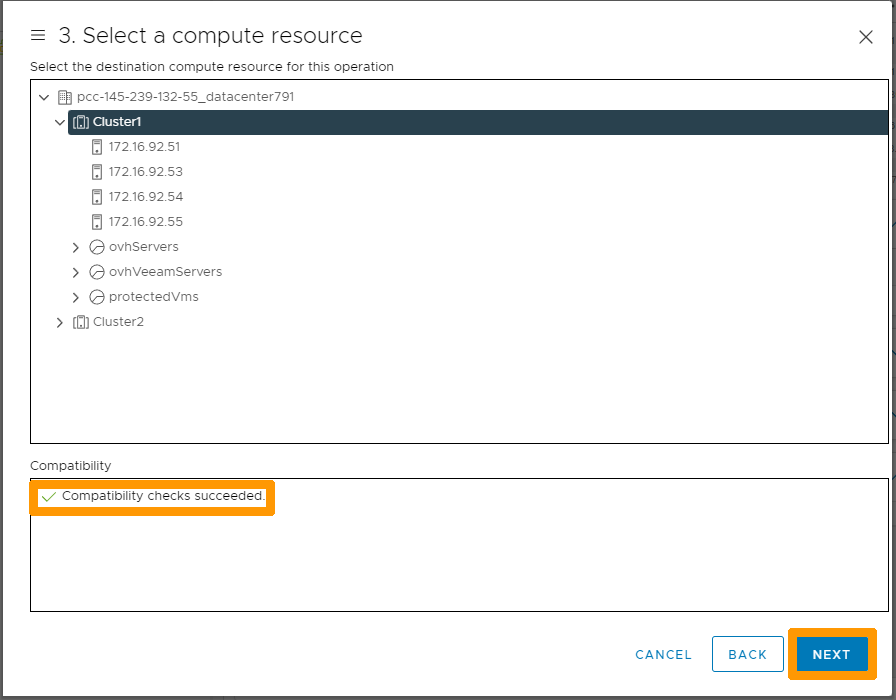 3. Select a compute resource
Select the destination compute resource for this operation
pcc-145-239-132-55_datacenter791
Cluster1
172.16.92.51
172.16.92.53
172.16.92.54
172.16.92.55
ovhServers
ovhVeeamServers
protectedVms
Cluster2
Compatibility
Compatibility checks succeeded.
CANCEL BACK NEXT